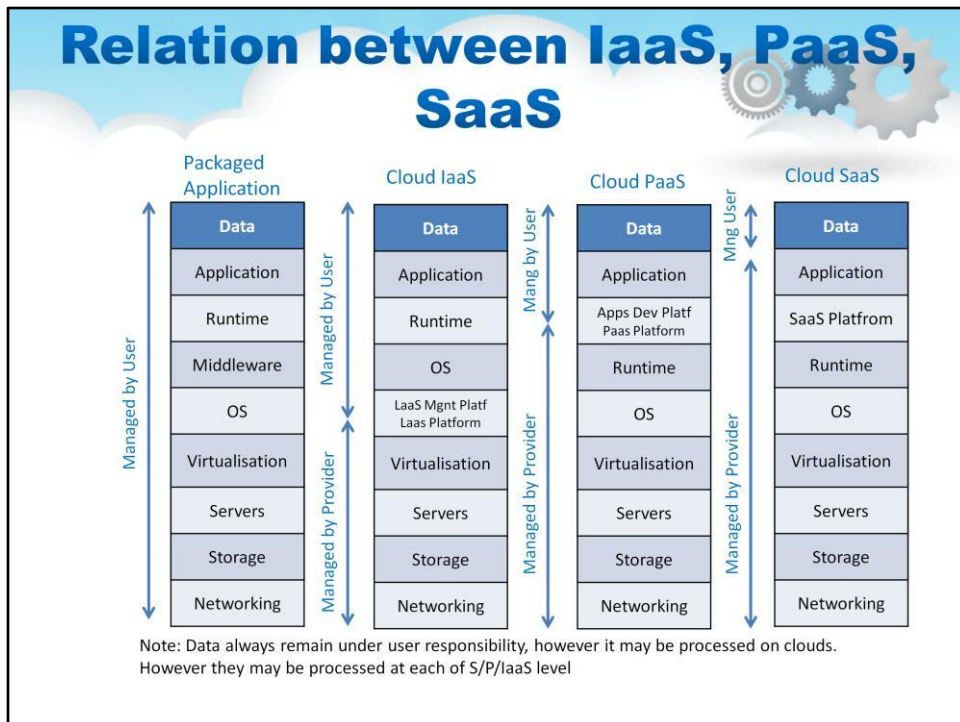 Relation between IaaS, PaaS,
SaaS
Packaged
Application
Managed by User
Data
Application
Runtime
Middleware
OS
Virtualisation
Servers
Storage
Networking
Cloud IaaS
Managed by User
Managed by Provider
Data
Application
Runtime
OS
LaaS Mgnt Platf
Laas Platform
Virtualisation
Servers
Storage
Networking
Cloud PaaS
Mang by User
Managed by Provider
Data
Application
Apps Dev Platf
Paas Platform
Runtime
OS
Virtualisation
Servers
Storage
Networking
Cloud SaaS
Mng User
Managed by Provider
Data
Application
SaaS Platfrom
Runtime
OS
Virtualisation
Servers
Storage
Networking
Note: Data always remain under user responsibility, however it may be processed on clouds.
However they may be processed at each of S/P/IaaS level